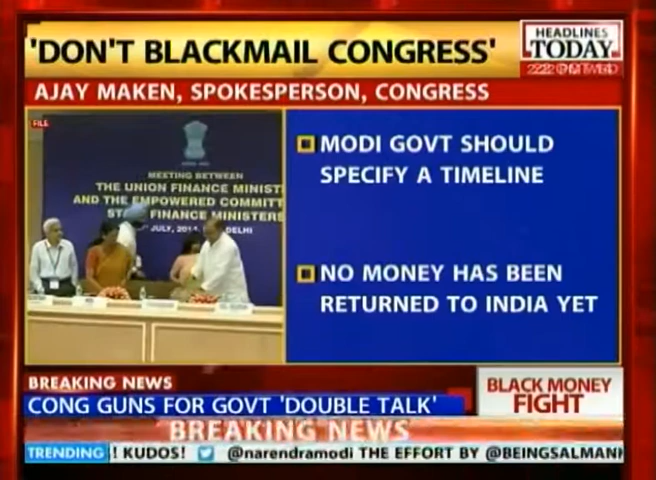 'DON'T BLACKMAIL CONGRESS'
HEADLINES
TODAY
AJAY MAKEN, SPOKESPERSON, CONGRESS
FILE
MEETING BETWEEN
THE UNION FINANCE MINIST
AND THE EMPOWERED COMMITT
FINANCE MINISTERS
JULY, 2014, DELHI
MODI GOVT SHOULD
SPECIFY A TIMELINE
NO MONEY HAS BEEN
RETURNED TO INDIA YET
BREAKING NEWS
CONG GUNS FOR GOVT 'DOUBLE TALK'
BLACK MONEY
FIGHT
BREAKING NEWS
TRENDING ! KUDOS! @narendramodi THE EFFORT BY @BEINGSALMAN